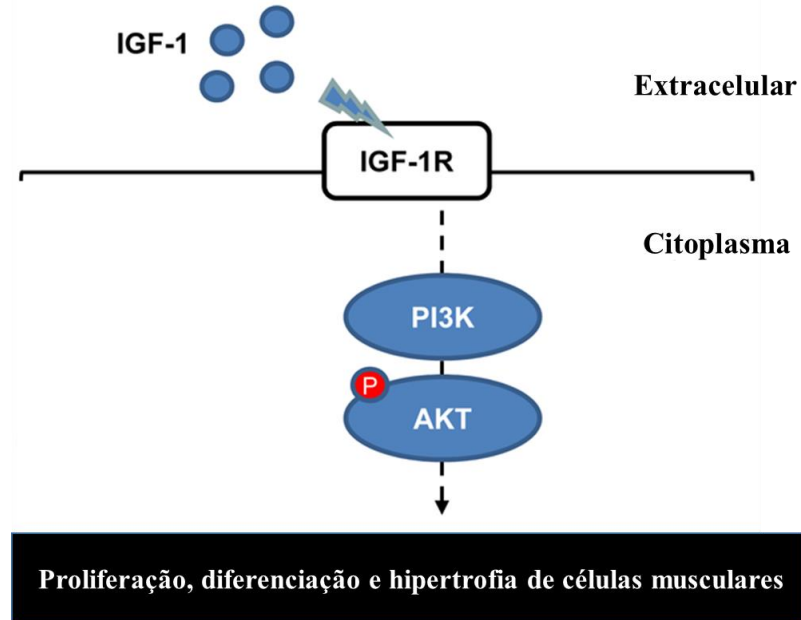 IGF-1
Extracelular
IGF-1R
Citoplasma
PI3K
P
AKT
Proliferação, diferenciação e hipertrofia de células musculares